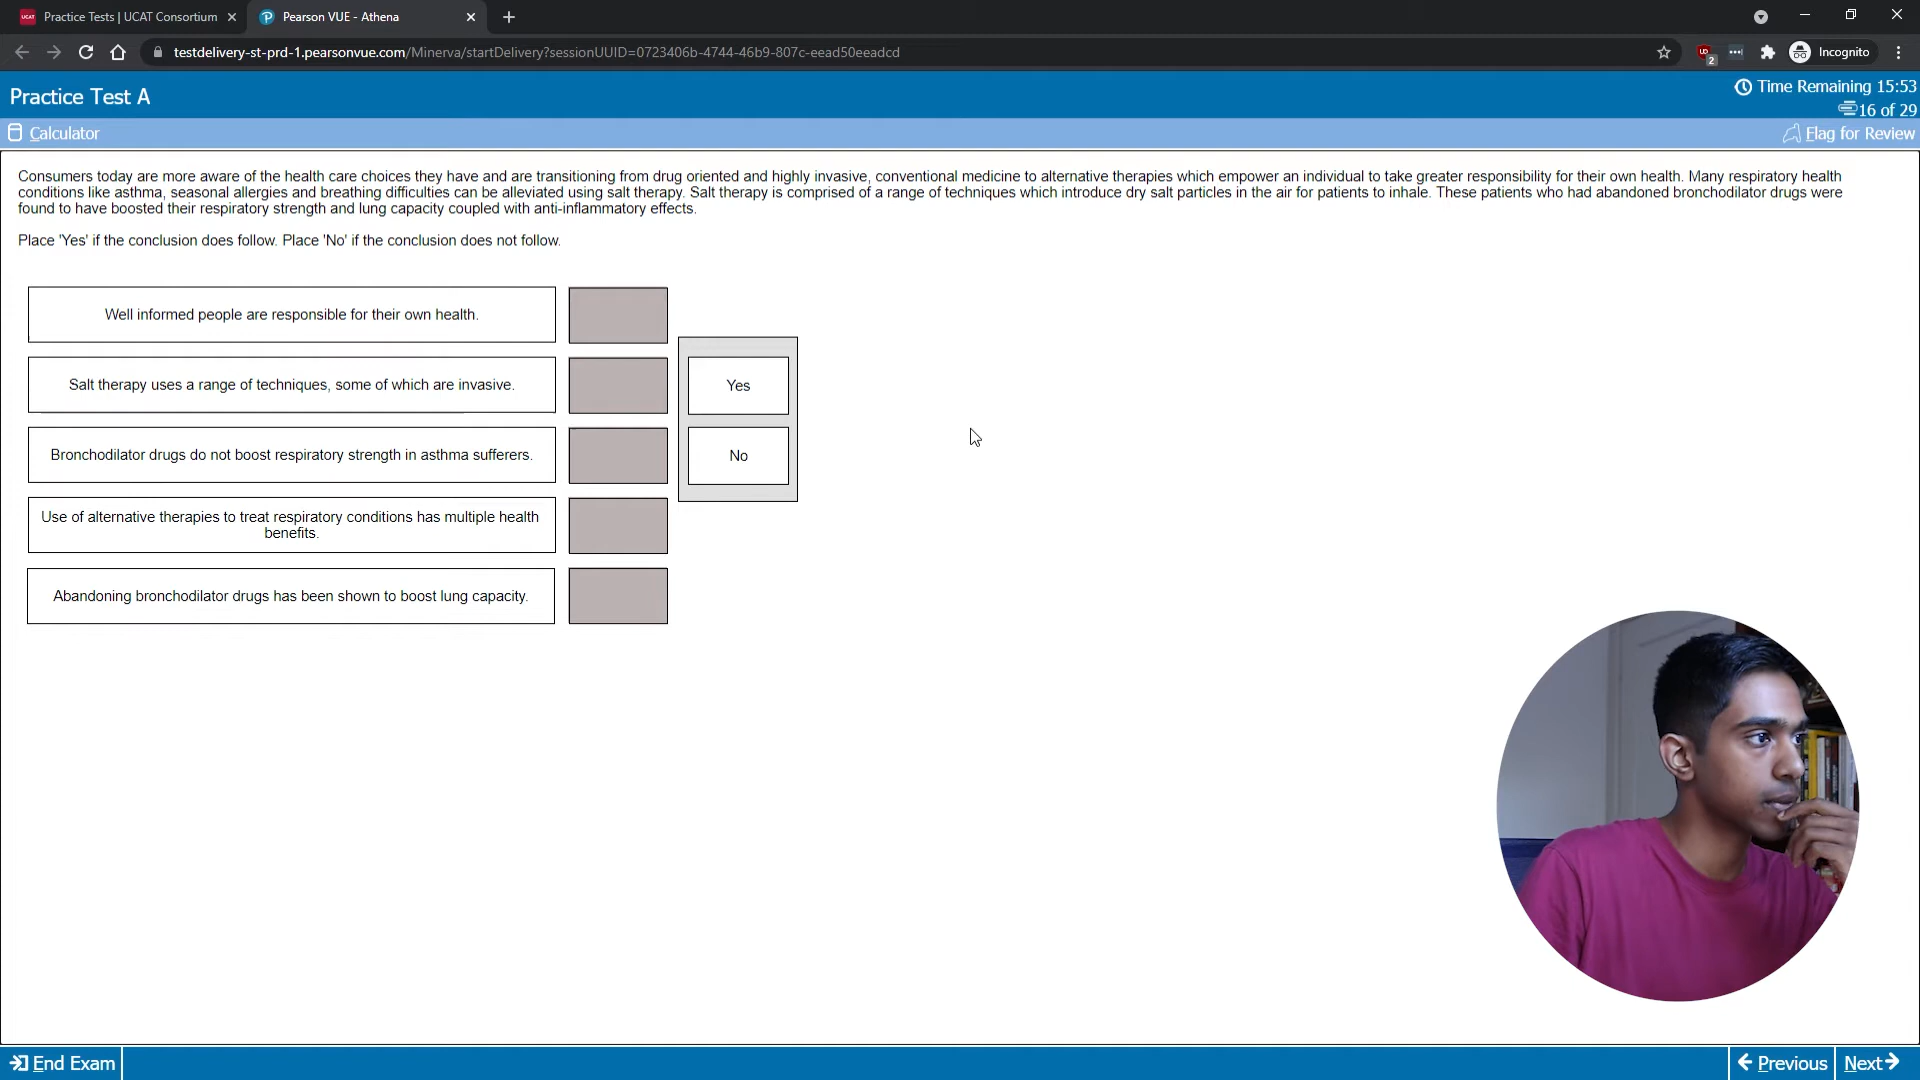 Practice Tests | UCAT Consortium
Pearson VUE - Athena
testdelivery-st-prd-1.pearsonvue.com/Minerva/startDelivery?sessionUUID=0723406b-4744-46b9-807c-eead50eeadcd
2
Incognito
Practice Test A
Time Remaining 15:53
16 of 29
Calculator
Flag for Review
Consumers today are more aware of the health care choices they have and are transitioning from drug oriented and highly invasive, conventional medicine to alternative therapies which empower an individual to take greater responsibility for their own health. Many respiratory health
conditions like asthma, seasonal allergies and breathing difficulties can be alleviated using salt therapy. Salt therapy is comprised of a range of techniques which introduce dry salt particles in the air for patients to inhale. These patients who had abandoned bronchodilator drugs were
found to have boosted their respiratory strength and lung capacity coupled with anti-inflammatory effects.
Place 'Yes' if the conclusion does follow. Place 'No' if the conclusion does not follow.
Well informed people are responsible for their own health.
Salt therapy uses a range of techniques, some of which are invasive.
Yes
Bronchodilator drugs do not boost respiratory strength in asthma sufferers.
No
Use of alternative therapies to treat respiratory conditions has multiple health
benefits.
Abandoning bronchodilator drugs has been shown to boost lung capacity.
End Exam
Previous
Next